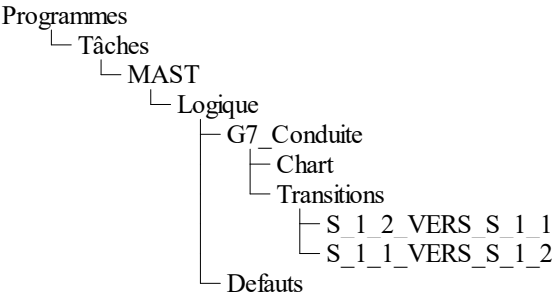 Programmes
Tâches
MAST
Logique
G7_Conduite
Chart
Transitions
S_1_2_VERS_S_1_1
S_1_1_VERS_S_1_2
Defauts